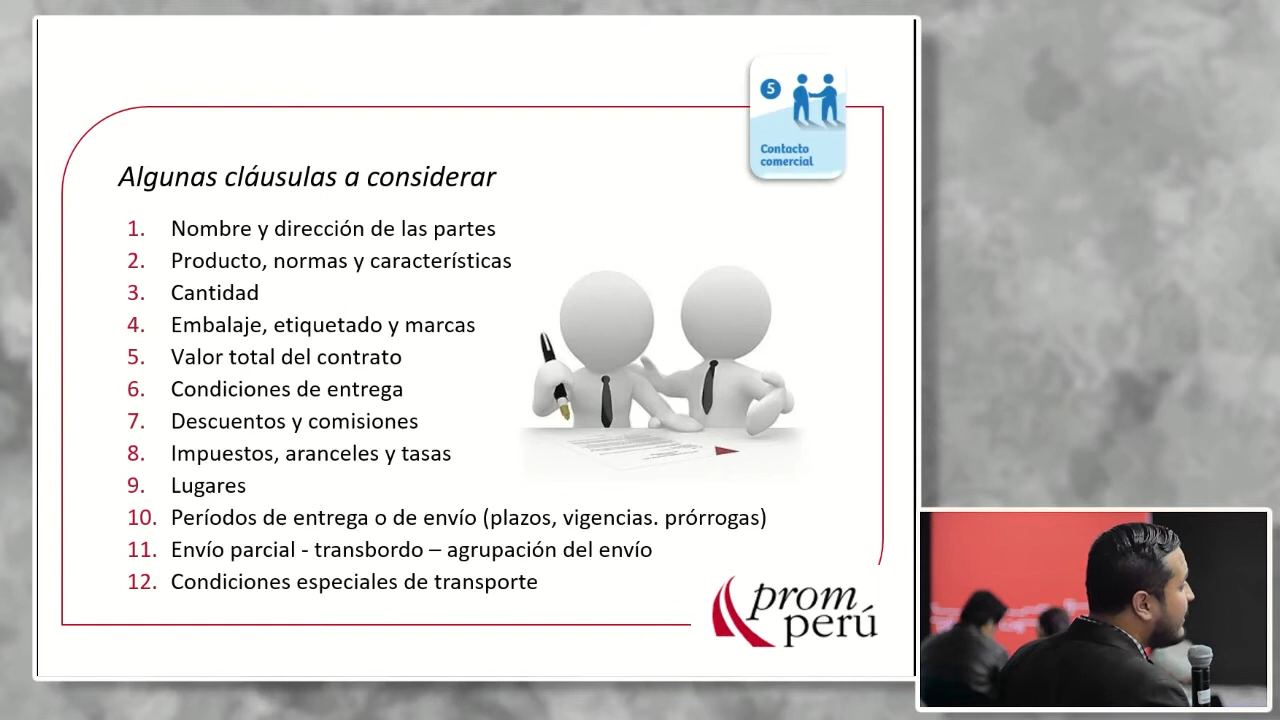 5
Contacto
comercial
Algunas cláusulas a considerar
1. Nombre y dirección de las partes
2. Producto, normas y características
3. Cantidad
4. Embalaje, etiquetado y marcas
5. Valor total del contrato
6. Condiciones de entrega
7. Descuentos y comisiones
8. Impuestos, aranceles y tasas
9. Lugares
10. Períodos de entrega o de envío (plazos, vigencias. prórrogas)
11. Envío parcial - transbordo – agrupación del envío
12. Condiciones especiales de transporte
prom
perú